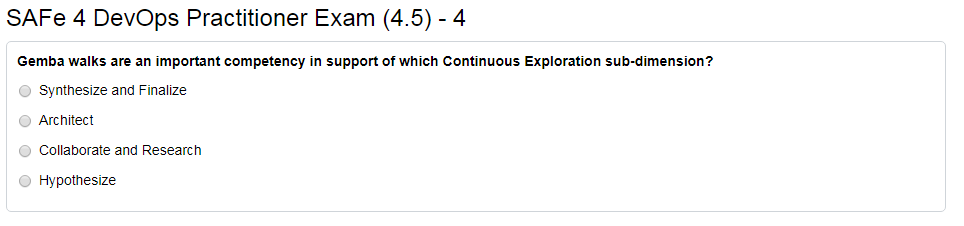 SAFe 4 DevOps Practitioner Exam (4.5) - 4
Gemba walks are an important competency in support of which Continuous Exploration sub-dimension?
Synthesize and Finalize
Architect
Collaborate and Research
Hypothesize